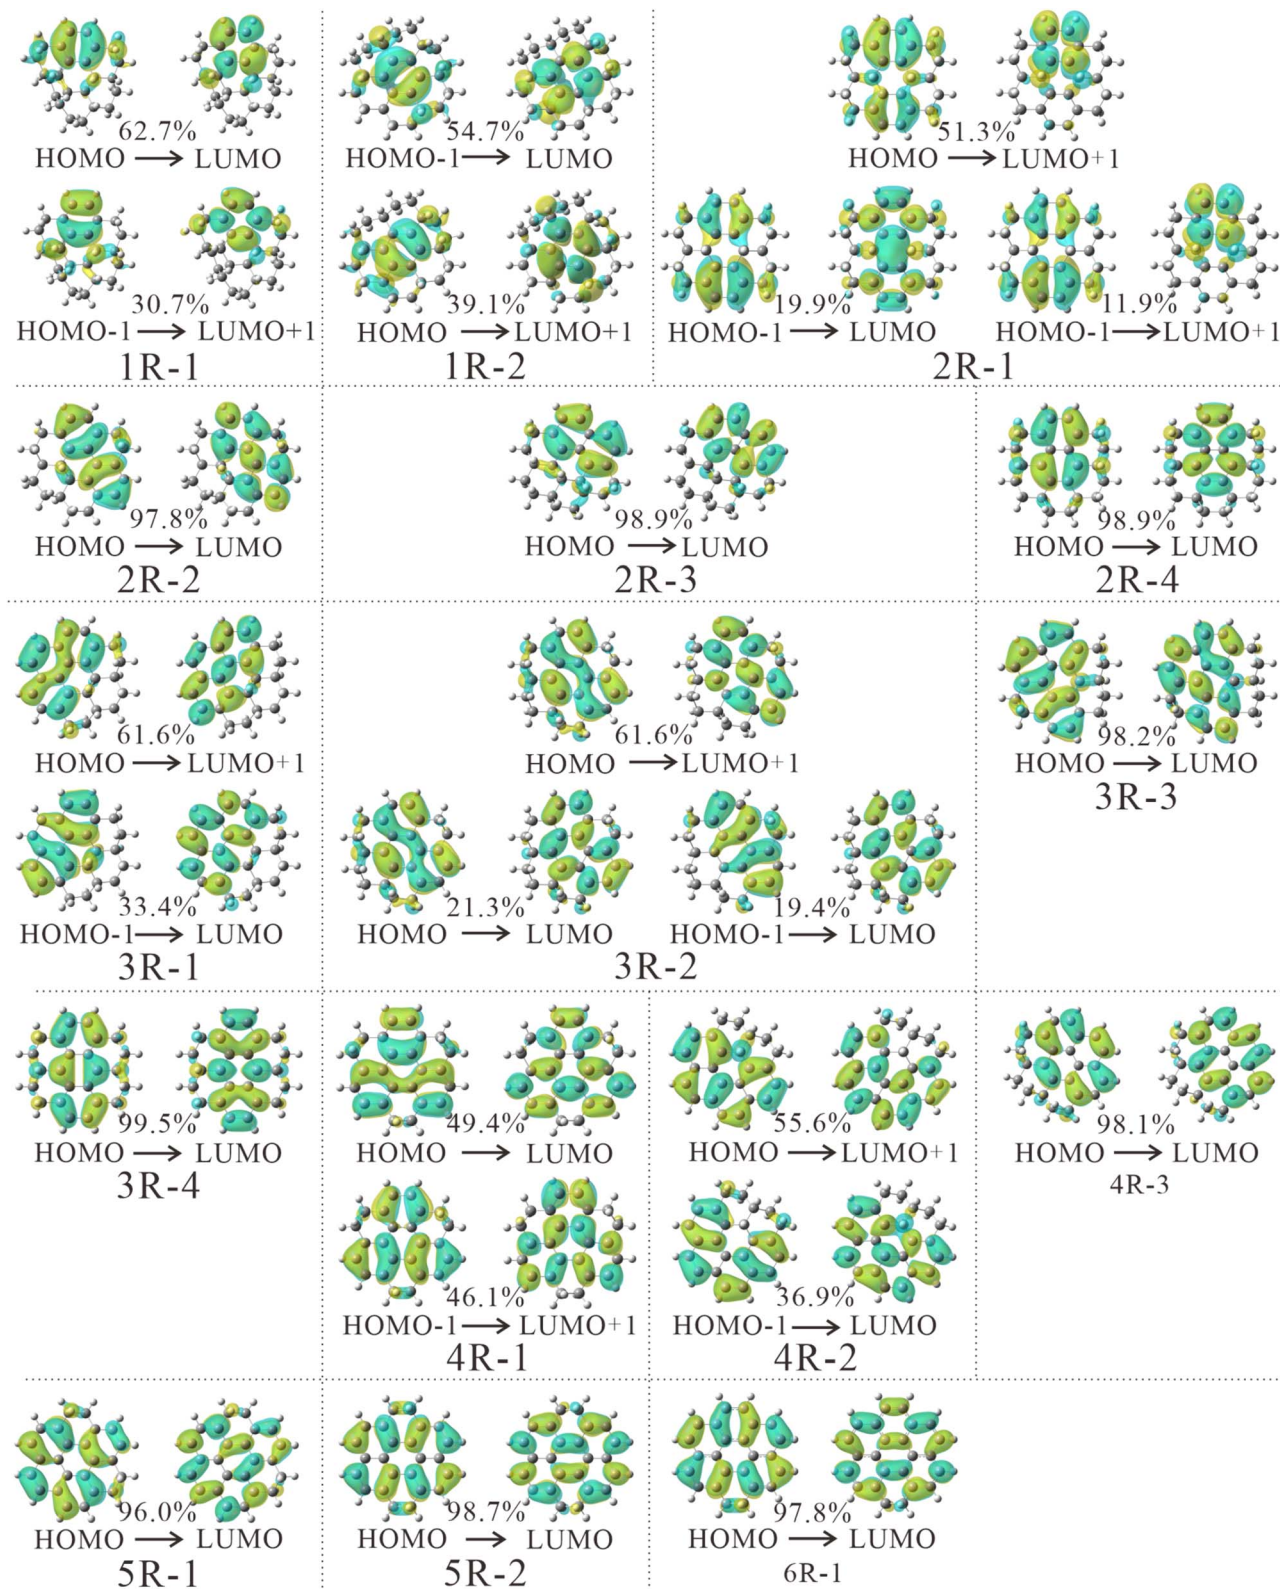 62.7%
HOMO → LUMO
30.7%
HOMO-1 → LUMO+1
1R-1
54.7%
HOMO-1 → LUMO
39.1%
HOMO → LUMO+1
1R-2
51.3%
HOMO → LUMO+1
19.9%
HOMO-1 → LUMO
11.9%
HOMO-1 → LUMO+1
2R-1
97.8%
HOMO → LUMO
2R-2
98.9%
HOMO → LUMO
2R-3
98.9%
HOMO → LUMO
2R-4
61.6%
HOMO → LUMO+1
33.4%
HOMO-1 → LUMO
3R-1
61.6%
HOMO → LUMO+1
21.3%
HOMO → LUMO
19.4%
HOMO-1 → LUMO
3R-2
98.2%
HOMO → LUMO
3R-3
99.5%
HOMO → LUMO
3R-4
49.4%
HOMO → LUMO
46.1%
HOMO-1 → LUMO+1
4R-1
55.6%
HOMO → LUMO+1
36.9%
HOMO-1 → LUMO
4R-2
98.1%
HOMO → LUMO
4R-3
96.0%
HOMO → LUMO
5R-1
98.7%
HOMO → LUMO
5R-2
97.8%
HOMO → LUMO
6R-1